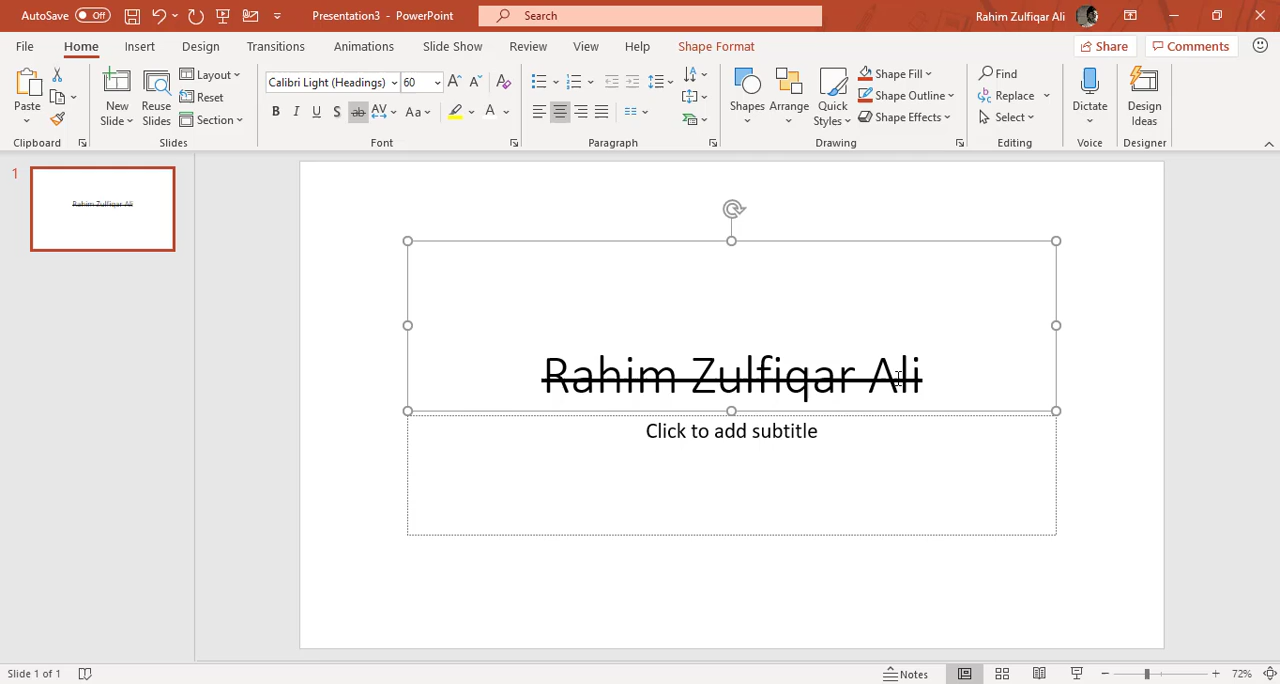 AutoSave Off Presentation3 - PowerPoint Search Rahim Zulfiqar Ali
File Home Insert Design Transitions Animations Slide Show Review View Help Shape Format Share Comments
Paste
Clipboard
New Slide
Reuse Slides
Layout
Reset
Section
Slides
Calibri Light (Headings) 60
B I U S ab AV Aa A
Font
Paragraph
Shapes
Arrange
Quick Styles
Shape Fill
Shape Outline
Shape Effects
Drawing
Find
Replace
Select
Editing
Dictate
Voice
Design Ideas
Designer
1
Rahim Zulfiqar Ali
Rahim Zulfiqar Ali
Click to add subtitle
Slide 1 of 1 Notes 72%